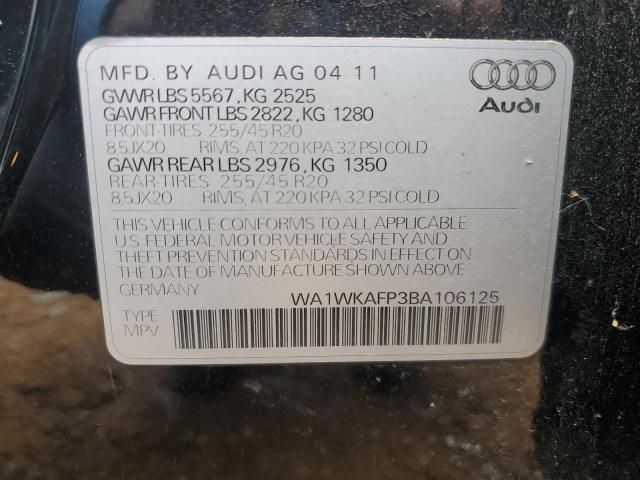 MFD. BY AUDI AG 04 11
GVWR LBS 5567, KG 2525
GAWR FRONT LBS 2822, KG 1280
FRONT-TIRES 255/45 R20
8,5JX20 RIMS, AT 220 KPA 32 PSI COLD
GAWR REAR LBS 2976, KG 1350
REAR-TIRES 255/45 R20
8,5JX20 RIMS, AT 220 KPA 32 PSI COLD
Audi
THIS VEHICLE CONFORMS TO ALL APPLICABLE
U.S. FEDERAL MOTOR VEHICLE SAFETY AND
THEFT PREVENTION STANDARDS IN EFFECT ON
THE DATE OF MANUFACTURE SHOWN ABOVE.
GERMANY WA1WKAFP3BA106125
TYPE
MPV